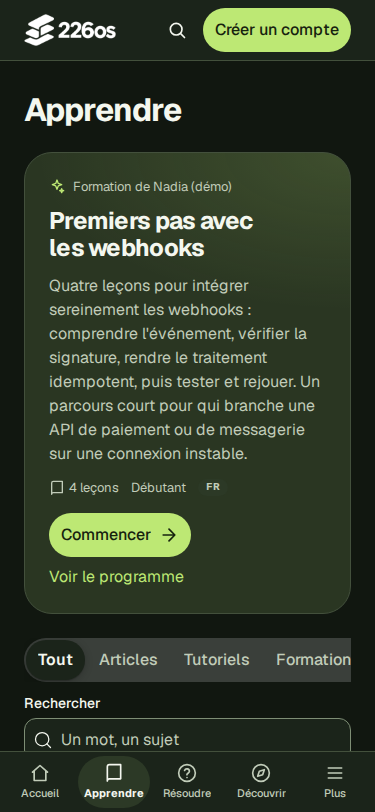 226os
Créer un compte
Apprendre
Formation de Nadia (démo)
Premiers pas avec
les webhooks
Quatre leçons pour intégrer
sereinement les webhooks :
comprendre l'événement, vérifier la
signature, rendre le traitement
idempotent, puis tester et rejouer. Un
parcours court pour qui branche une
API de paiement ou de messagerie
sur une connexion instable.
4 leçons Débutant FR
Commencer
Voir le programme
Tout Articles Tutoriels Formation
Rechercher
Un mot, un sujet
Accueil Apprendre Résoudre Découvrir Plus